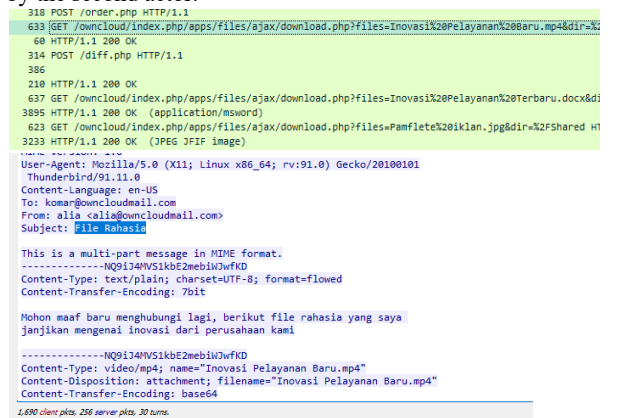 by the second actor.
318 POST /order.php HTTP/1.1
633 GET /owncloud/index.php/apps/files/ajax/download.php?files=Inovasi%20Pelayanan%20Baru.mp4&dir=%2
60 HTTP/1.1 200 OK
314 POST /diff.php HTTP/1.1
386
210 HTTP/1.1 200 OK
637 GET /owncloud/index.php/apps/files/ajax/download.php?files=Inovasi%20Pelayanan%20Terbaru.docx&di
3895 HTTP/1.1 200 OK (application/msword)
623 GET /owncloud/index.php/apps/files/ajax/download.php?files=Pamflete%20iklan.jpg&dir=%2FShared HT
3233 HTTP/1.1 200 OK (JPEG JFIF image)
User-Agent: Mozilla/5.0 (X11; Linux x86_64; rv:91.0) Gecko/20100101
Thunderbird/91.11.0
Content-Language: en-US
To: komar@owncloudmail.com
From: alia <alia@owncloudmail.com>
Subject: File Rahasia
This is a multi-part message in MIME format.
--------------NQ9iJ4MVS1kbE2mebiWJwfKD
Content-Type: text/plain; charset=UTF-8; format=flowed
Content-Transfer-Encoding: 7bit
Mohon maaf baru menghubungi lagi, berikut file rahasia yang saya
janjikan mengenai inovasi dari perusahaan kami
--------------NQ9iJ4MVS1kbE2mebiWJwfKD
Content-Type: video/mp4; name="Inovasi Pelayanan Baru.mp4"
Content-Disposition: attachment; filename="Inovasi Pelayanan Baru.mp4"
Content-Transfer-Encoding: base64
1,690 client pkts, 256 server pkts, 30 turns.